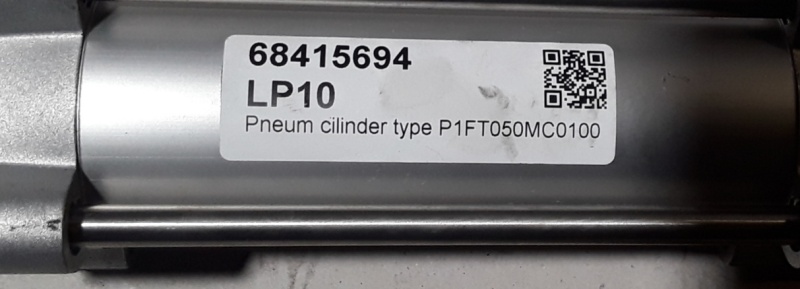 68415694
LP10
Pneum cilinder type P1FT050MC0100